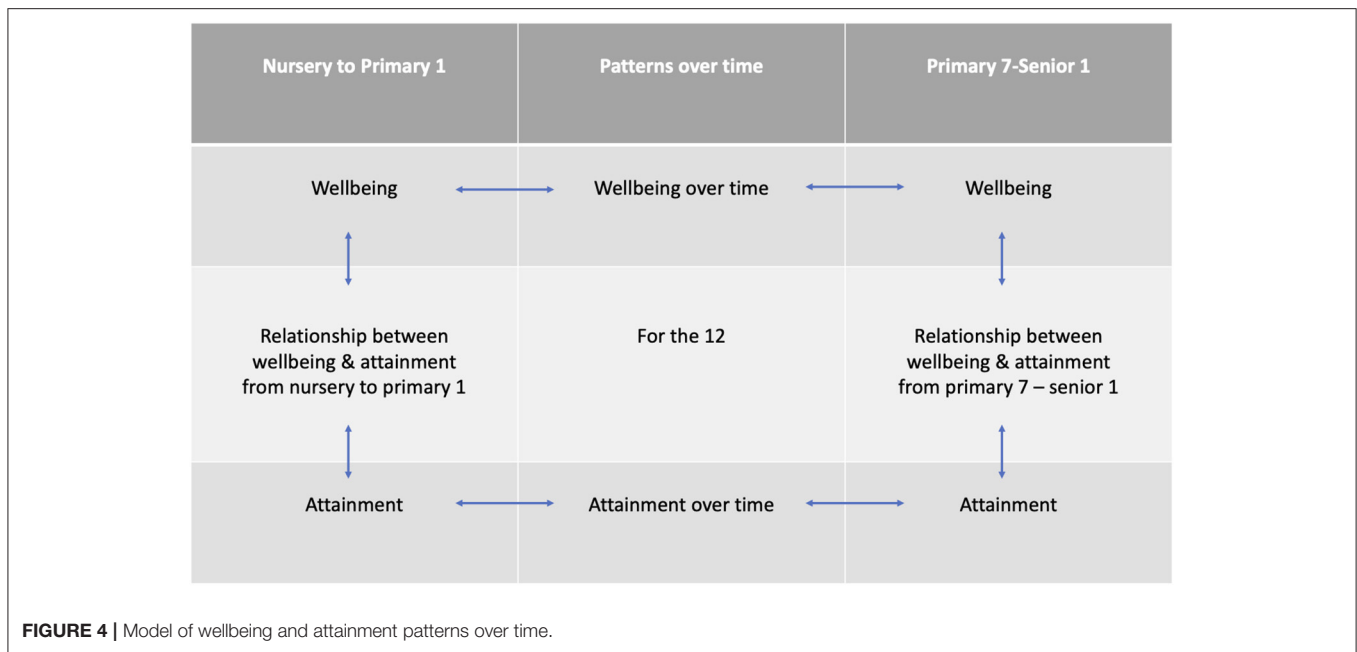 Nursery to Primary 1
Patterns over time
Primary 7-Senior 1
Wellbeing
Wellbeing over time
Wellbeing
Relationship between
wellbeing & attainment
from nursery to primary 1
For the 12
Relationship between
wellbeing & attainment
from primary 7 – senior 1
Attainment
Attainment over time
Attainment
FIGURE 4 | Model of wellbeing and attainment patterns over time.